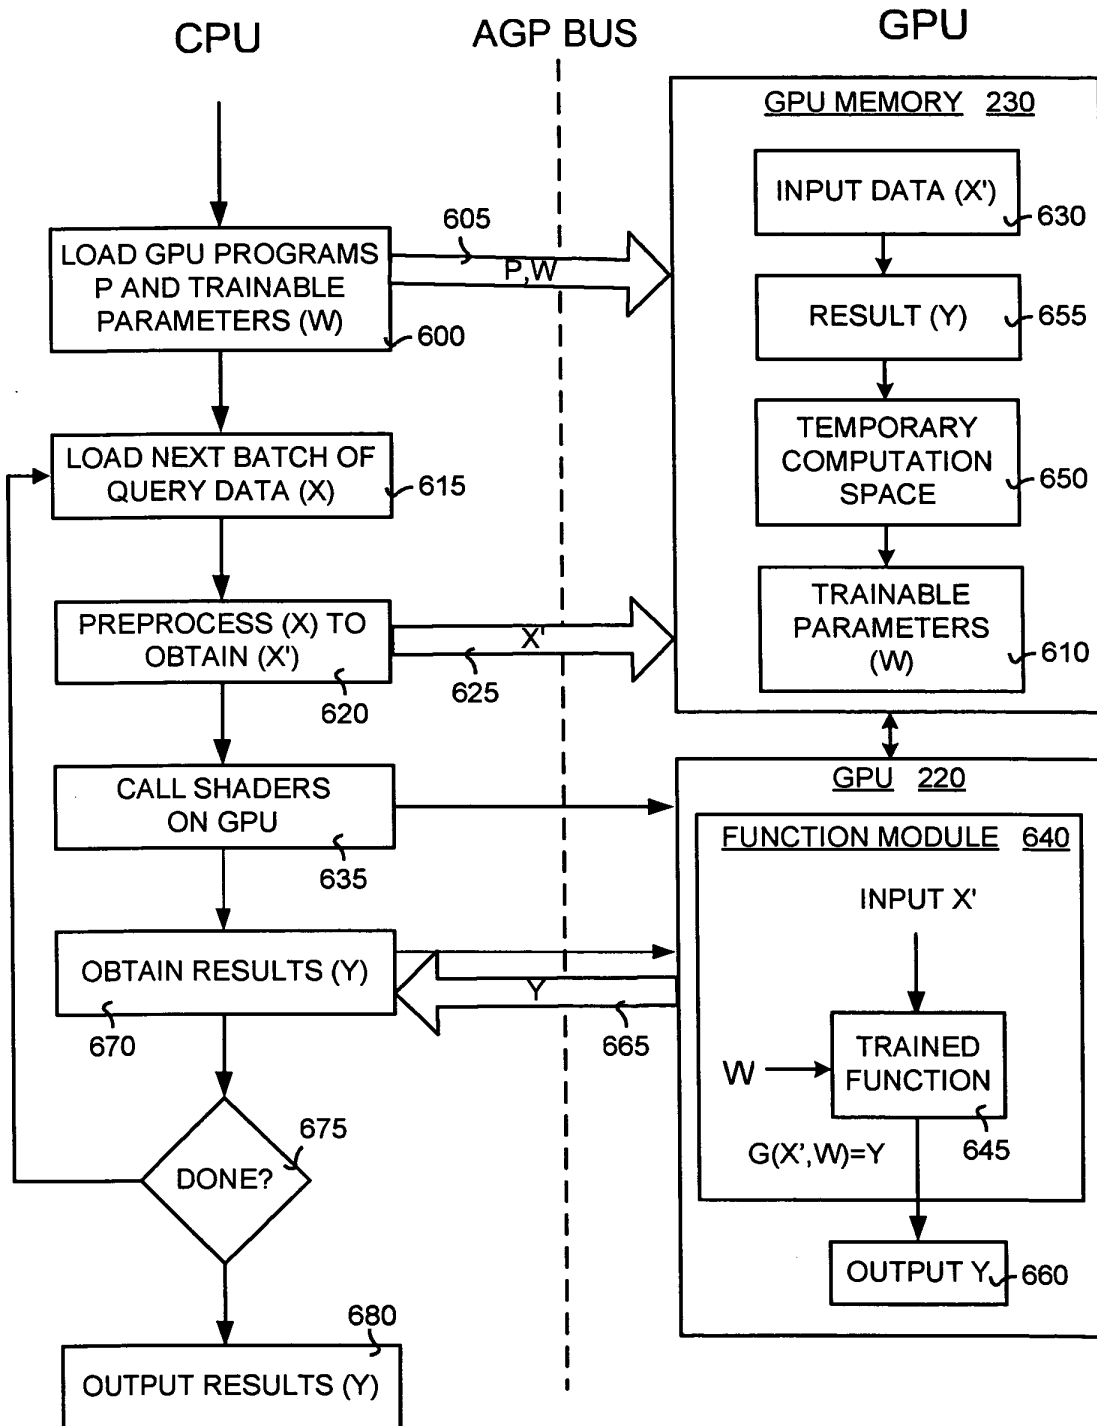 CPU
AGP BUS
GPU
LOAD GPU PROGRAMS
P AND TRAINABLE
PARAMETERS (W)
600
605
P,W
LOAD NEXT BATCH OF
QUERY DATA (X)
615
PREPROCESS (X) TO
OBTAIN (X')
620
X'
625
CALL SHADERS
ON GPU
635
OBTAIN RESULTS (Y)
670
Y
665
DONE?
675
OUTPUT RESULTS (Y)
680
GPU MEMORY 230
INPUT DATA (X')
630
RESULT (Y)
655
TEMPORARY
COMPUTATION
SPACE
650
TRAINABLE
PARAMETERS
(W)
610
GPU 220
FUNCTION MODULE 640
INPUT X'
W
TRAINED
FUNCTION
645
G(X',W)=Y
OUTPUT Y
660